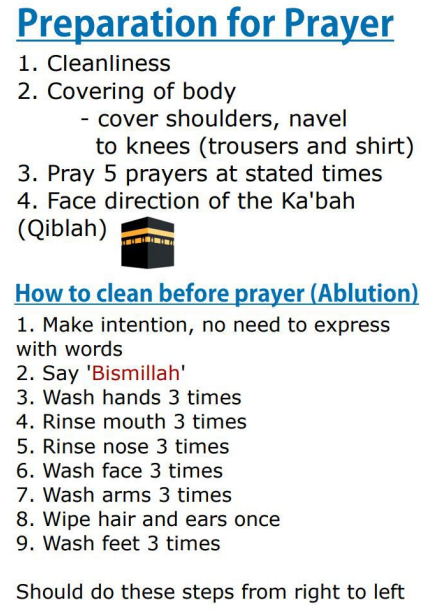 Preparation for Prayer
1. Cleanliness
2. Covering of body
- cover shoulders, navel
to knees (trousers and shirt)
3. Pray 5 prayers at stated times
4. Face direction of the Ka'bah
(Qiblah)
How to clean before prayer (Ablution)
1. Make intention, no need to express
with words
2. Say 'Bismillah'
3. Wash hands 3 times
4. Rinse mouth 3 times
5. Rinse nose 3 times
6. Wash face 3 times
7. Wash arms 3 times
8. Wipe hair and ears once
9. Wash feet 3 times
Should do these steps from right to left